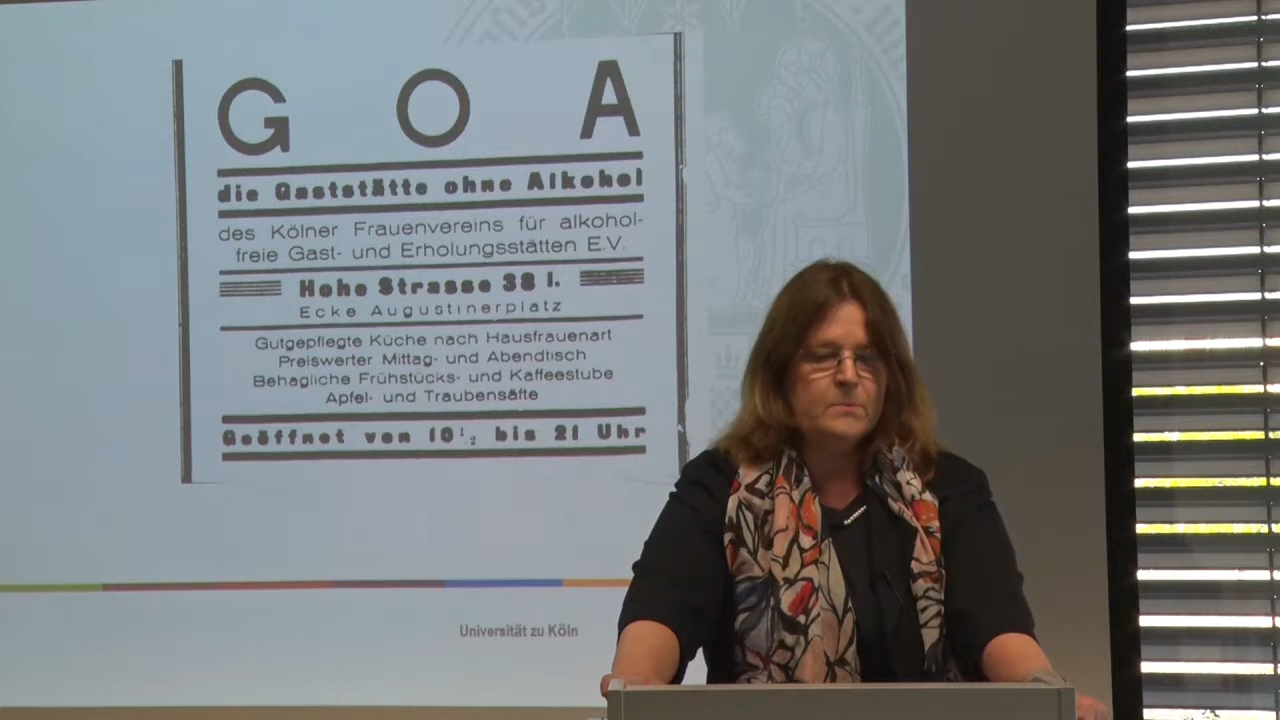 GOA
die Gaststätte ohne Alkohol
des Kölner Frauenvereins für alkohol-
freie Gast- und Erholungsstätten E.V.
Hohe Strasse 38 I.
Ecke Augustinerplatz
Gutgepflegte Küche nach Hausfrauenart
Preiswerter Mittag- und Abendtisch
Behagliche Frühstücks- und Kaffeestube
Apfel- und Traubensäfte
Geöffnet von 10½ bis 21 Uhr
Universität zu Köln